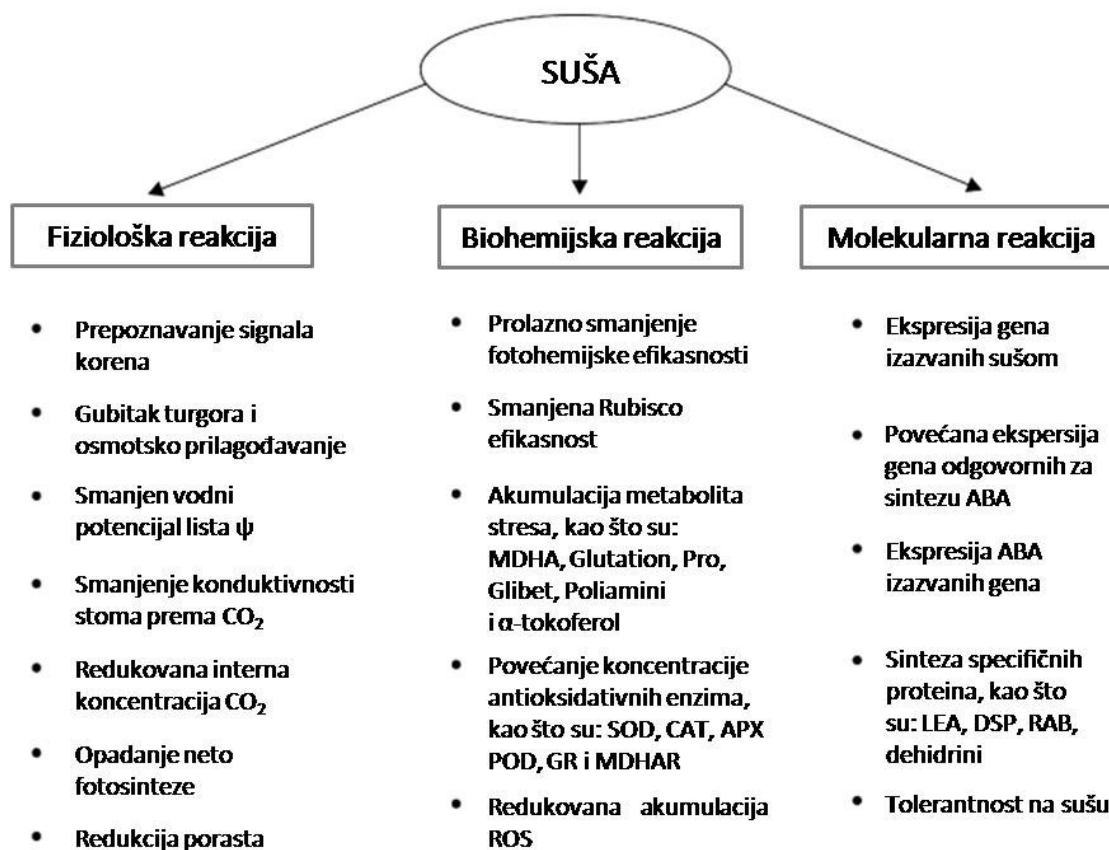 SUŠA
Fiziološka reakcija
• Prepoznavanje signala
korena
• Gubitak turgora i
osmotsko prilagođavanje
• Smanjen vodni
potencijal lista ψ
• Smanjenje konduktivnosti
stoma prema CO₂
• Redukovana interna
koncentracija CO₂
• Opadanje neto
fotosinteze
• Redukcija porasta
Biohemijska reakcija
• Prolazno smanjenje
fotohemijske efikasnosti
• Smanjena Rubisco
efikasnost
• Akumulacija metabolita
stresa, kao što su:
MDHA, Glutation, Pro,
Glibet, Poliamini
i α-tokoferol
• Povećanje koncentracije
antioksidativnih enzima,
kao što su: SOD, CAT, APX
POD, GR i MDHAR
• Redukovana akumulacija
ROS
Molekularna reakcija
• Ekspresija gena
izazvanih sušom
• Povećana ekspersija
gena odgovornih za
sintezu ABA
• Ekspresija ABA
izazvanih gena
• Sinteza specifičnih
proteina, kao što
su: LEA, DSP, RAB,
dehidrini
• Tolerantnost na sušu